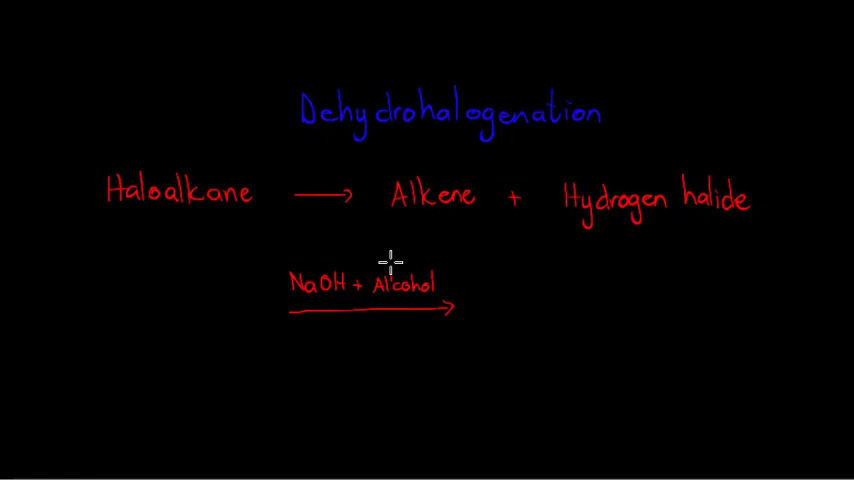 Dehydrohalogenation
Haloalkane → Alkene + Hydrogen halide
NaOH + Alcohol